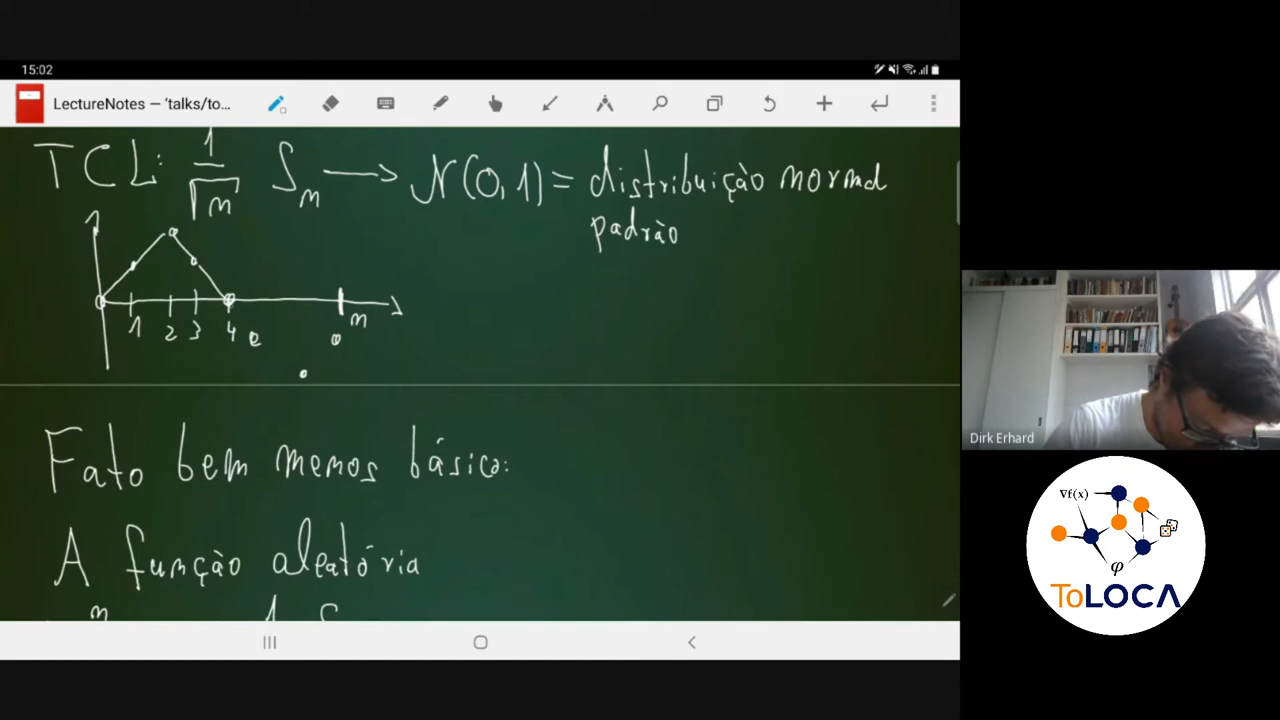 15:02
LectureNotes — 'talks/to...
TCL: 1/√n S_n → N(0,1) = distribuição normal
padrão
1 2 3 4 n
Fato bem menos básico:
A função aleatória
n 1 S
Dirk Erhard
∇f(x)
φ
ToLOCA